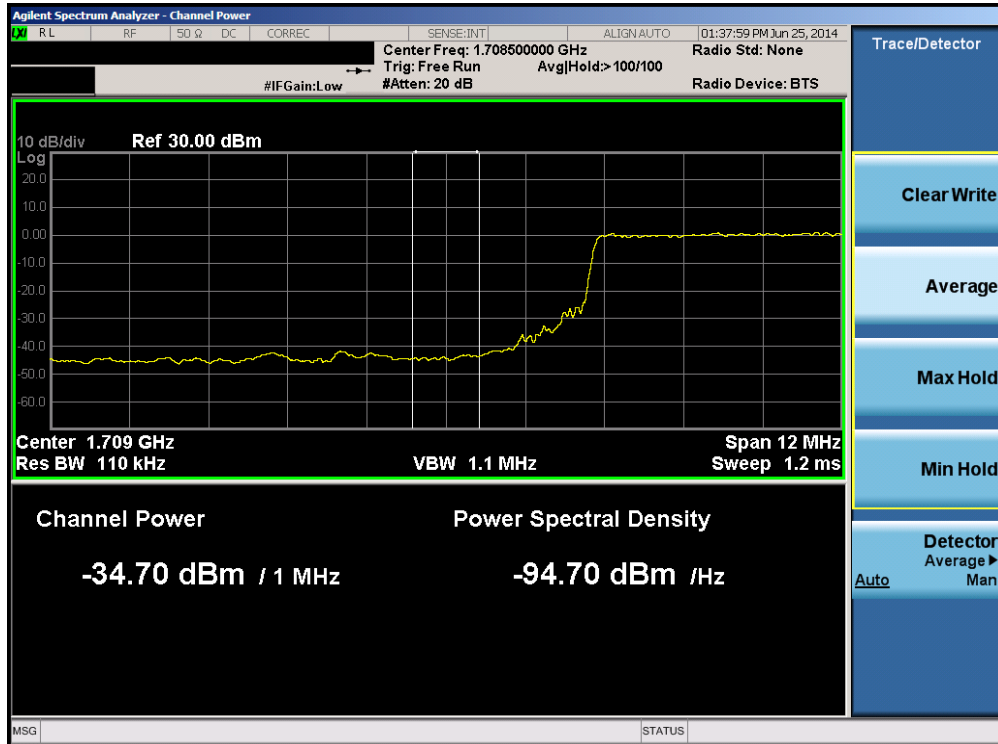 Agilent Spectrum Analyzer - Channel Power
LXI RL RF 50 Ω DC CORREC SENSE:INT ALIGN AUTO 01:37:59 PM Jun 25, 2014
Center Freq: 1.708500000 GHz Radio Std: None
Trig: Free Run Avg|Hold:>100/100
#IFGain:Low #Atten: 20 dB Radio Device: BTS
10 dB/div Ref 30.00 dBm
Log
20.0
10.0
0.00
-10.0
-20.0
-30.0
-40.0
-50.0
-60.0
Center 1.709 GHz Span 12 MHz
Res BW 110 kHz VBW 1.1 MHz Sweep 1.2 ms
Channel Power Power Spectral Density
-34.70 dBm / 1 MHz -94.70 dBm /Hz
MSG STATUS
Trace/Detector
Clear Write
Average
Max Hold
Min Hold
Detector
Average▶
Auto Man